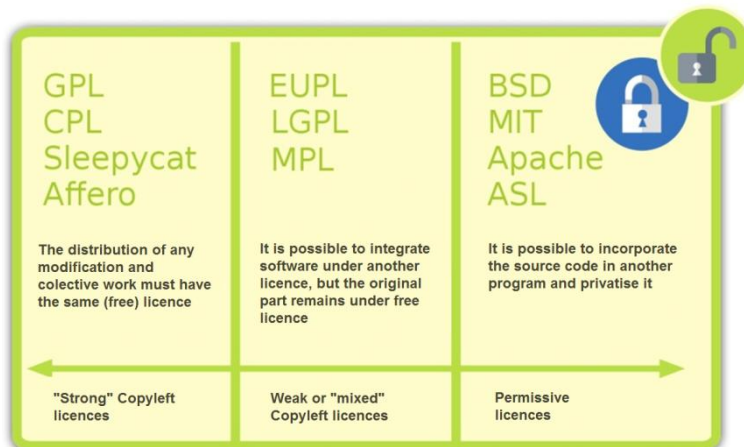 GPL
CPL
Sleepycat
Affero
The distribution of any
modification and
colective work must have
the same (free) licence
"Strong" Copyleft
licences
EUPL
LGPL
MPL
It is possible to integrate
software under another
licence, but the original
part remains under free
licence
Weak or "mixed"
Copyleft licences
BSD
MIT
Apache
ASL
It is possible to incorporate
the source code in another
program and privatise it
Permissive
licences